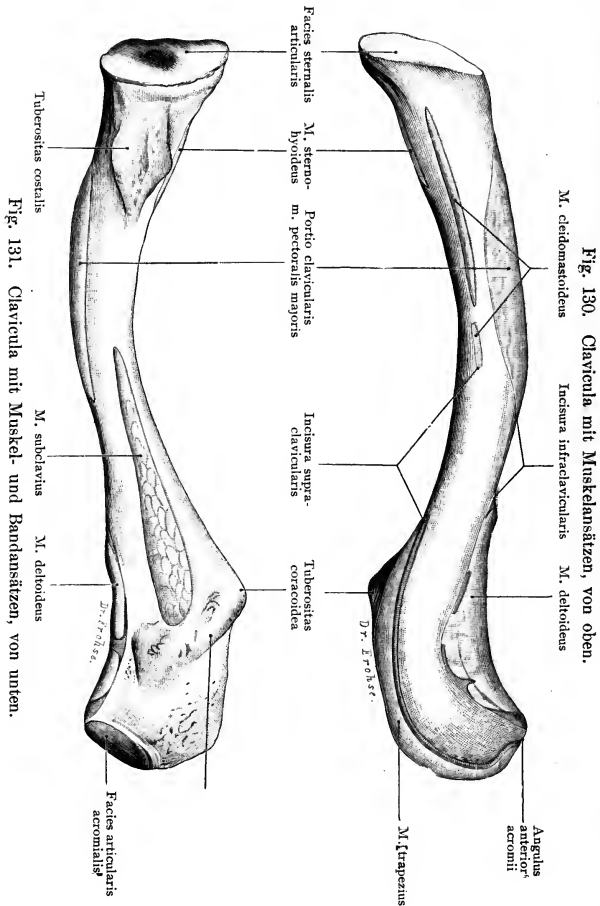 Fig. 130. Clavicula mit Muskelansätzen, von oben.
M. cleidomastoideus
Incisura infraclavicularis
M. deltoideus
Angulus
anterior
acromii
M. [trapezius
Dr. Frohse.
Facies sternalis
articularis
M. sterno-
hyoideus
Portio clavicularis
m. pectoralis majoris
Incisura supra-
clavicularis
Tuberositas
coracoidea
Tuberositas costalis
M. subclavius
M. deltoideus
Dr. Frohse.
Facies articularis
acromialis
Fig. 131. Clavicula mit Muskel- und Bandansätzen, von unten.